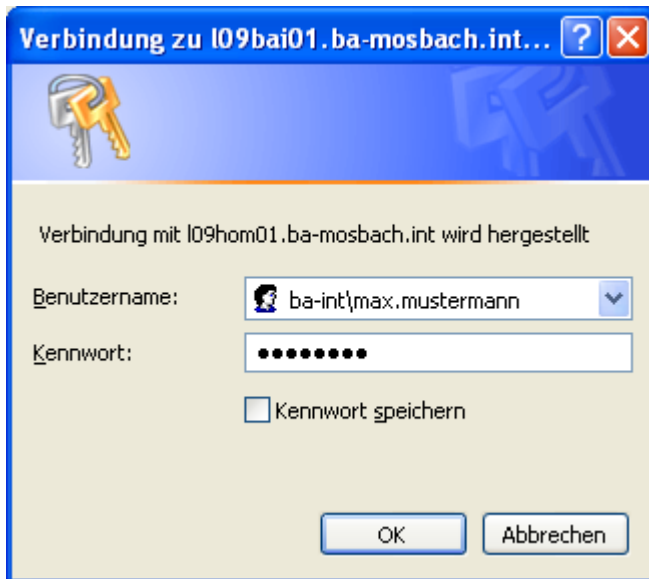 Verbindung zu l09bai01.ba-mosbach.int...
Verbindung mit l09hom01.ba-mosbach.int wird hergestellt
Benutzername:
ba-int\max.mustermann
Kennwort:
●●●●●●●●
Kennwort speichern
OK
Abbrechen